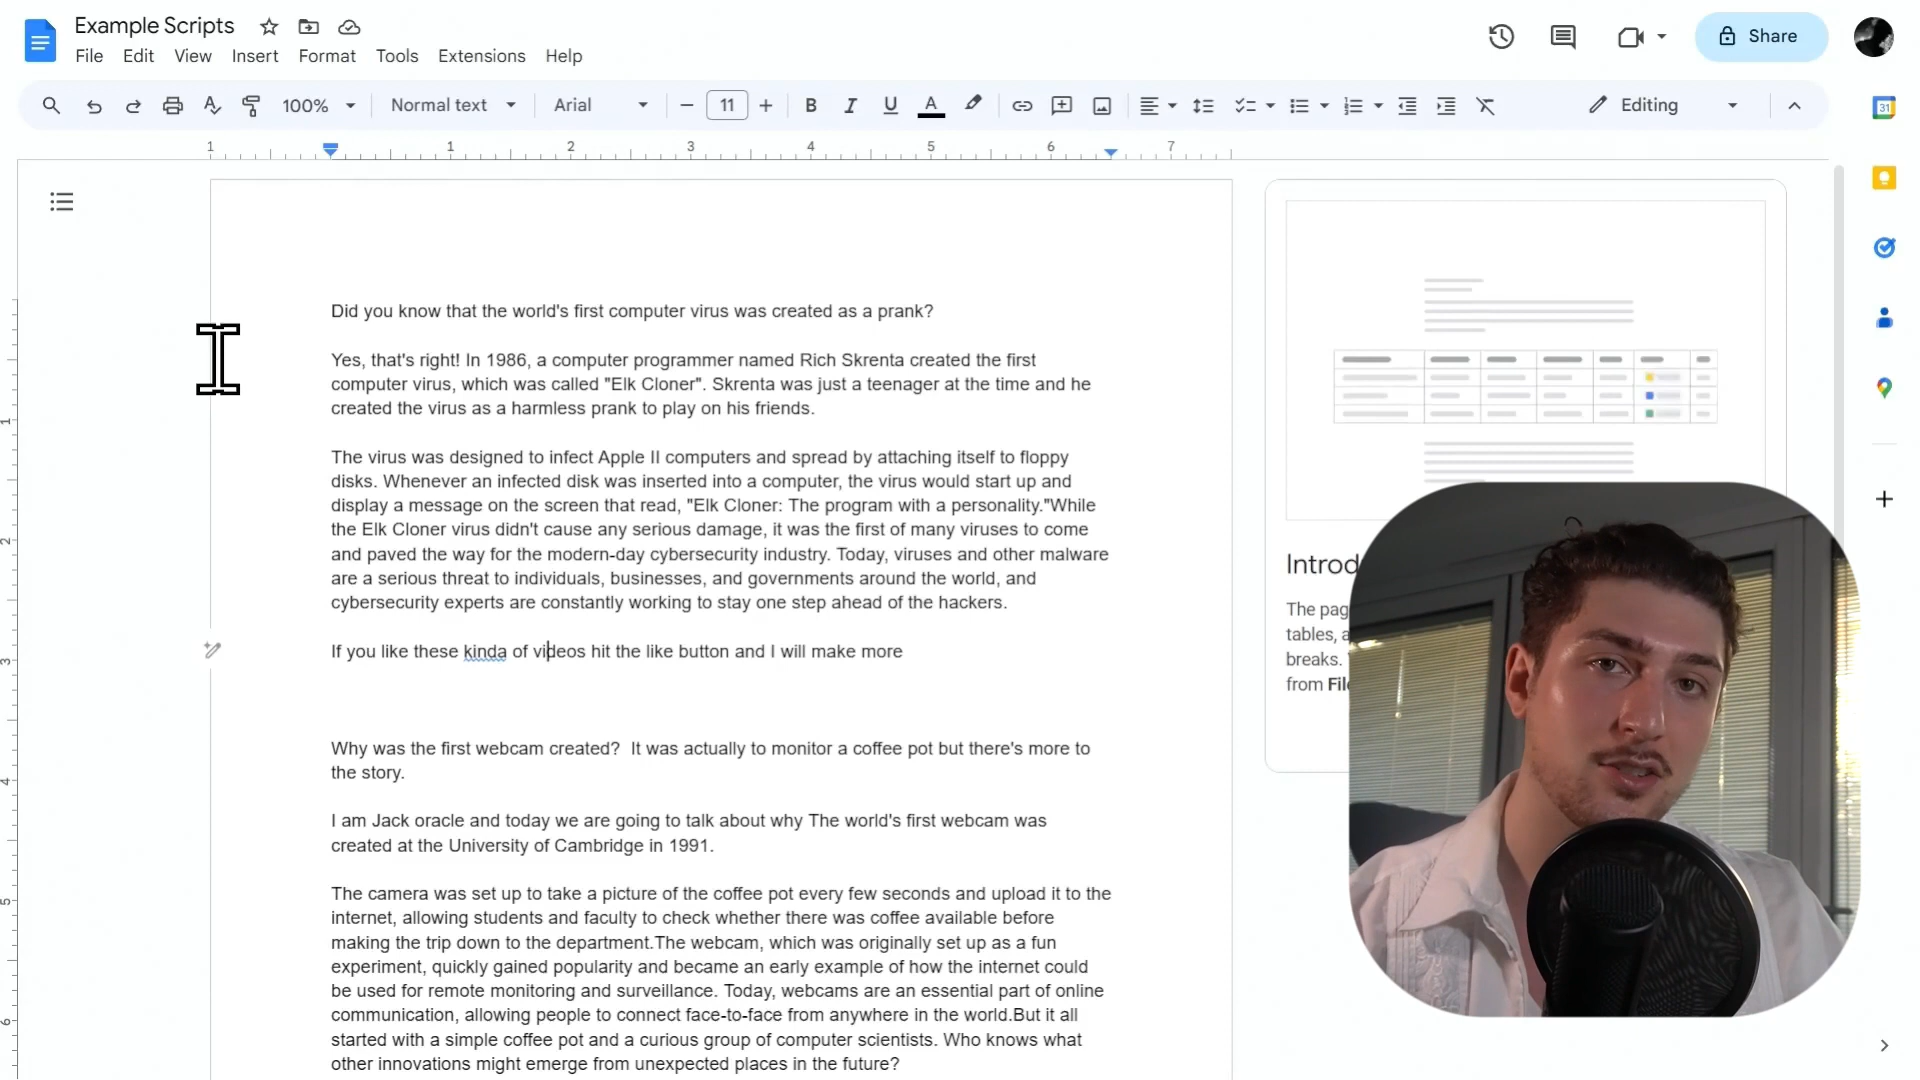 Example Scripts
File Edit View Insert Format Tools Extensions Help
Share
100% Normal text Arial 11 B I U A Editing
31
1 1 2 3 4 5 6 7
Did you know that the world's first computer virus was created as a prank?
Yes, that's right! In 1986, a computer programmer named Rich Skrenta created the first
computer virus, which was called "Elk Cloner". Skrenta was just a teenager at the time and he
created the virus as a harmless prank to play on his friends.
The virus was designed to infect Apple II computers and spread by attaching itself to floppy
disks. Whenever an infected disk was inserted into a computer, the virus would start up and
display a message on the screen that read, "Elk Cloner: The program with a personality."While
the Elk Cloner virus didn't cause any serious damage, it was the first of many viruses to come
and paved the way for the modern-day cybersecurity industry. Today, viruses and other malware
are a serious threat to individuals, businesses, and governments around the world, and
cybersecurity experts are constantly working to stay one step ahead of the hackers.
If you like these kinda of videos hit the like button and I will make more
Why was the first webcam created?  It was actually to monitor a coffee pot but there's more to
the story.
I am Jack oracle and today we are going to talk about why The world's first webcam was
created at the University of Cambridge in 1991.
The camera was set up to take a picture of the coffee pot every few seconds and upload it to the
internet, allowing students and faculty to check whether there was coffee available before
making the trip down to the department.The webcam, which was originally set up as a fun
experiment, quickly gained popularity and became an early example of how the internet could
be used for remote monitoring and surveillance. Today, webcams are an essential part of online
communication, allowing people to connect face-to-face from anywhere in the world.But it all
started with a simple coffee pot and a curious group of computer scientists. Who knows what
other innovations might emerge from unexpected places in the future?
1
2
3
4
5
6
Introd
The pag
tables, a
breaks.
from File